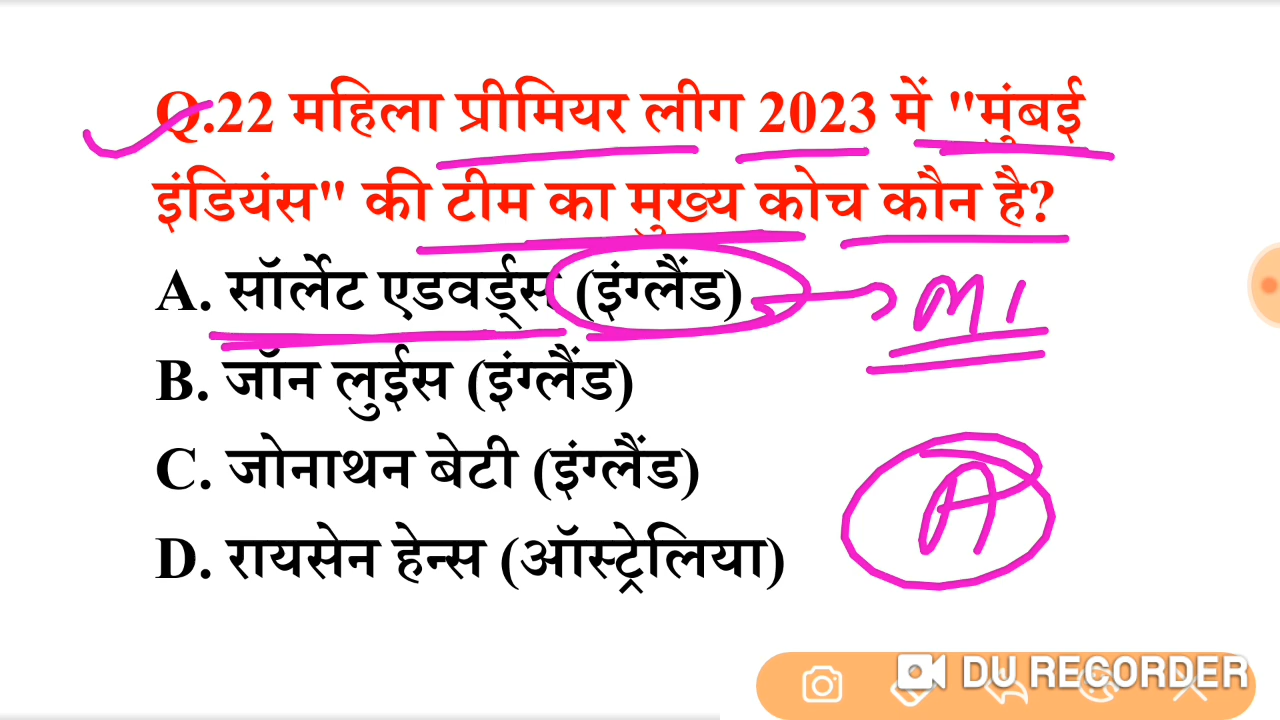 Q.22 महिला प्रीमियर लीग 2023 में "मुंबई
इंडियंस" की टीम का मुख्य कोच कौन है?
A. सॉर्लेट एडवर्ड्स (इंग्लैंड)
MI
B. जॉन लुईस (इंग्लैंड)
C. जोनाथन बेटी (इंग्लैंड)
A
D. रायसेन हेन्स (ऑस्ट्रेलिया)
DU RECORDER